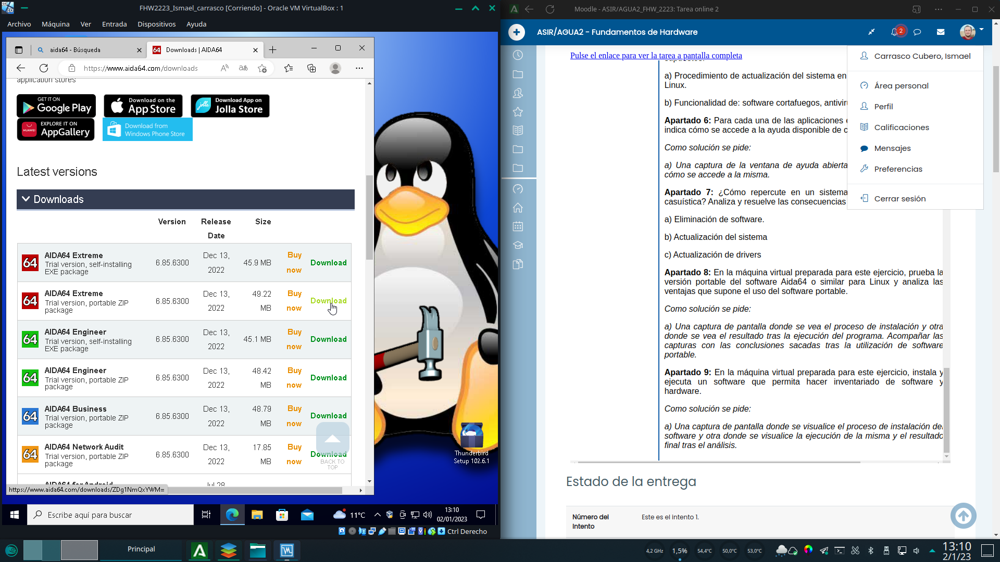 FHW2223_Ismael_carrasco [Corriendo] - Oracle VM VirtualBox : 1
Archivo Máquina Ver Entrada Dispositivos Ayuda
aida64 - Búsqueda
Downloads | AIDA64
https://www.aida64.com/downloads
application stores
GET IT ON
Google Play
Download on the
App Store
Download App on
Jolla Store
EXPLORE IT ON
AppGallery
HUAWEI
Download from
Windows Phone Store
Latest versions
Downloads
Version Release Date Size
64 AIDA64 Extreme
Trial version, self-installing
EXE package
6.85.6300 Dec 13, 2022 45.9 MB Buy now Download
64 AIDA64 Extreme
Trial version, portable ZIP
package
6.85.6300 Dec 13, 2022 49.22 MB Buy now Download
64 AIDA64 Engineer
Trial version, self-installing
EXE package
6.85.6300 Dec 13, 2022 45.1 MB Buy now Download
64 AIDA64 Engineer
Trial version, portable ZIP
package
6.85.6300 Dec 13, 2022 48.42 MB Buy now Download
64 AIDA64 Business
Trial version, portable ZIP
package
6.85.6300 Dec 13, 2022 48.79 MB Buy now Download
64 AIDA64 Network Audit
Trial version, portable ZIP
package
6.85.6300 Dec 13, 2022 17.85 MB Buy now Download
BACK TO
TOP
AIDA64 for Android
Jul 28
https://www.aida64.com/downloads/ZDg1NmQxYWM=
Thunderbird
Setup 102.6.1
Escribe aquí para buscar
11°C
13:10
02/01/2023
Ctrl Derecho
Moodle - ASIR/AGUA2_FHW_2223: Tarea online 2
ASIR/AGUA2 - Fundamentos de Hardware
2
Pulse el enlace para ver la tarea a pantalla completa
supuestos:
a) Procedimiento de actualización del sistema en
Linux.
b) Funcionalidad de: software cortafuegos, antiviru
Apartado 6: Para cada una de las aplicaciones
indica cómo se accede a la ayuda disponible de c
Como solución se pide:
a) Una captura de la ventana de ayuda abierta
cómo se accede a la misma.
Apartado 7: ¿Cómo repercute en un sistema
casuística? Analiza y resuelve las consecuencias
a) Eliminación de software.
b) Actualización del sistema
c) Actualización de drivers
Apartado 8: En la máquina virtual preparada para este ejercicio, prueba la
versión portable del software Aida64 o similar para Linux y analiza las
ventajas que supone el uso del software portable.
Como solución se pide:
a) Una captura de pantalla donde se vea el proceso de instalación y otra
donde se vea el resultado tras la ejecución del programa. Acompañar las
capturas con las conclusiones sacadas tras la utilización de software
portable.
Apartado 9: En la máquina virtual preparada para este ejercicio, instala y
ejecuta un software que permita hacer inventariado de software y
hardware.
Como solución se pide:
a) Una captura de pantalla donde se visualice el proceso de instalación del
software y otra donde se visualice la ejecución de la misma y el resultado
final tras el análisis.
Carrasco Cubero, Ismael
Área personal
Perfil
Calificaciones
Mensajes
Preferencias
Cerrar sesión
Estado de la entrega
Número del
Intento
Este es el intento 1.
Principal
4,2 GHz
1,5%
54,4°C
50,0°C
53,0°C
13:10
2/1/23